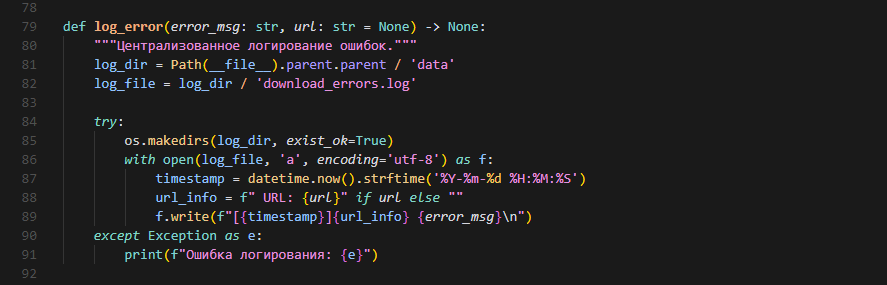 78
79 def log_error(error_msg: str, url: str = None) -> None:
80     """Централизованное логирование ошибок."""
81     log_dir = Path(__file__).parent.parent / 'data'
82     log_file = log_dir / 'download_errors.log'
83
84     try:
85         os.makedirs(log_dir, exist_ok=True)
86         with open(log_file, 'a', encoding='utf-8') as f:
87             timestamp = datetime.now().strftime('%Y-%m-%d %H:%M:%S')
88             url_info = f" URL: {url}" if url else ""
89             f.write(f"[{timestamp}]{url_info} {error_msg}\n")
90     except Exception as e:
91         print(f"Ошибка логирования: {e}")
92